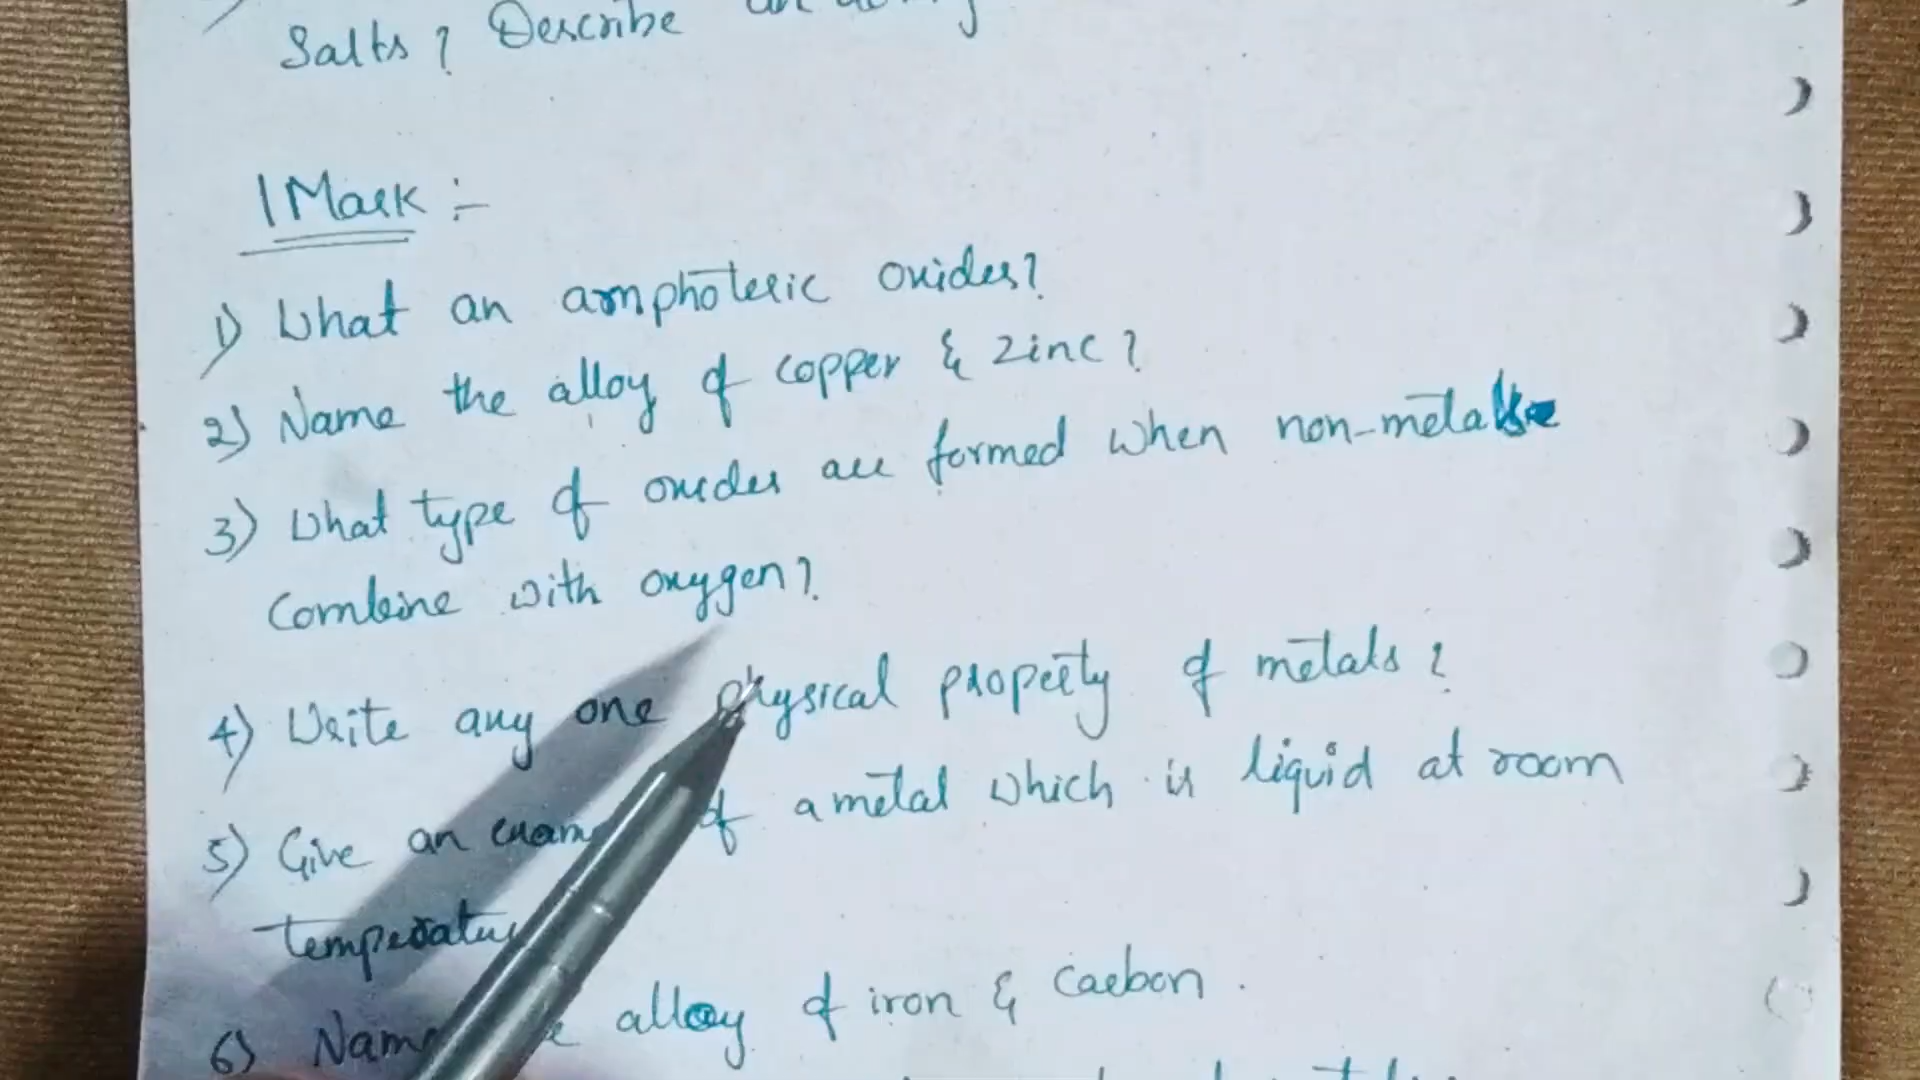 Salts? Describe
1 Mark :-
1) What an amphoteric oxides?
2) Name the alloy of copper & zinc?
3) What type of oxides are formed when non-metals
combine with oxygen?
4) Write any one physical property of metals?
5) Give an of a metal which is liquid at room
6) alloy of iron & Carbon.